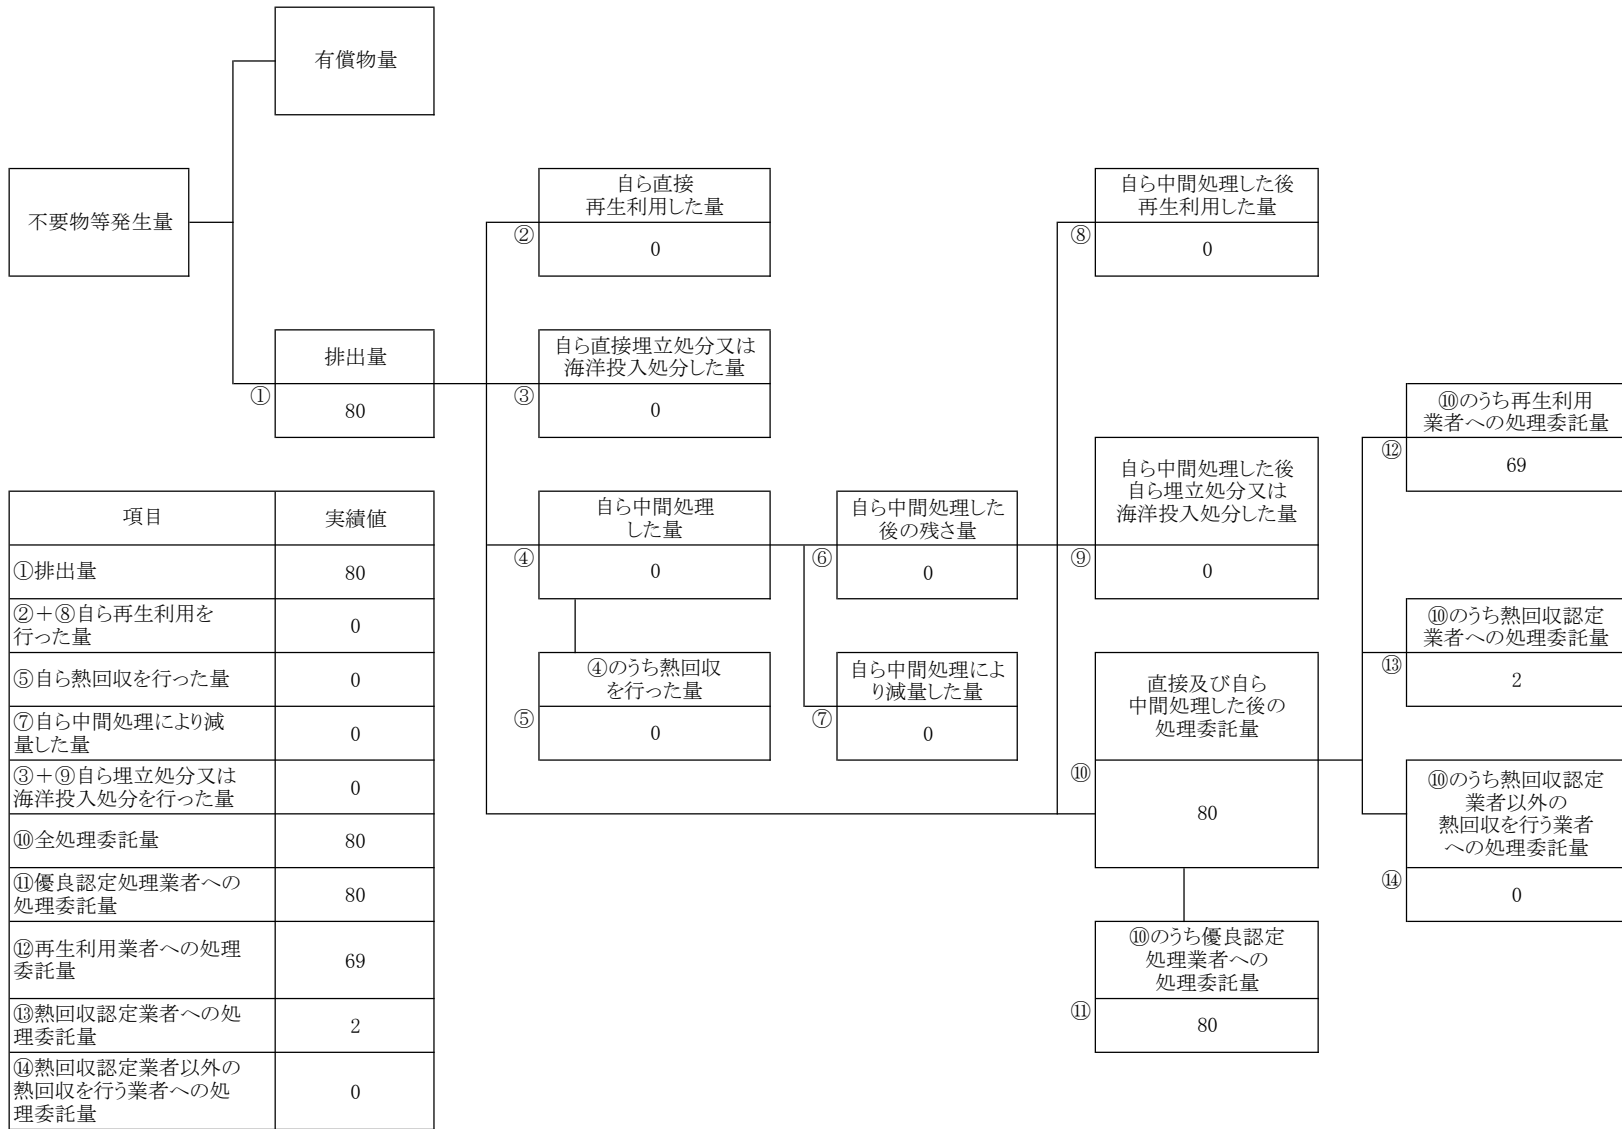 有償物量
不要物等発生量
排出量
①
80
自ら直接
再生利用した量
②
0
自ら直接埋立処分又は
海洋投入処分した量
③
0
自ら中間処理
した量
④
0
④のうち熱回収
を行った量
⑤
0
自ら中間処理した
後の残さ量
⑥
0
自ら中間処理によ
り減量した量
⑦
0
自ら中間処理した後
再生利用した量
⑧
0
自ら中間処理した後
自ら埋立処分又は
海洋投入処分した量
⑨
0
直接及び自ら
中間処理した後の
処理委託量
⑩
80
⑩のうち優良認定
処理業者への
処理委託量
⑪
80
⑩のうち再生利用
業者への処理委託量
⑫
69
⑩のうち熱回収認定
業者への処理委託量
⑬
2
⑩のうち熱回収認定
業者以外の
熱回収を行う業者
への処理委託量
⑭
0
項目 実績値
①排出量 80
②+⑧自ら再生利用を
行った量 0
⑤自ら熱回収を行った量 0
⑦自ら中間処理により減
量した量 0
③+⑨自ら埋立処分又は
海洋投入処分を行った量 0
⑩全処理委託量 80
⑪優良認定処理業者への
処理委託量 80
⑫再生利用業者への処理
委託量 69
⑬熱回収認定業者への処
理委託量 2
⑭熱回収認定業者以外の
熱回収を行う業者への処
理委託量 0